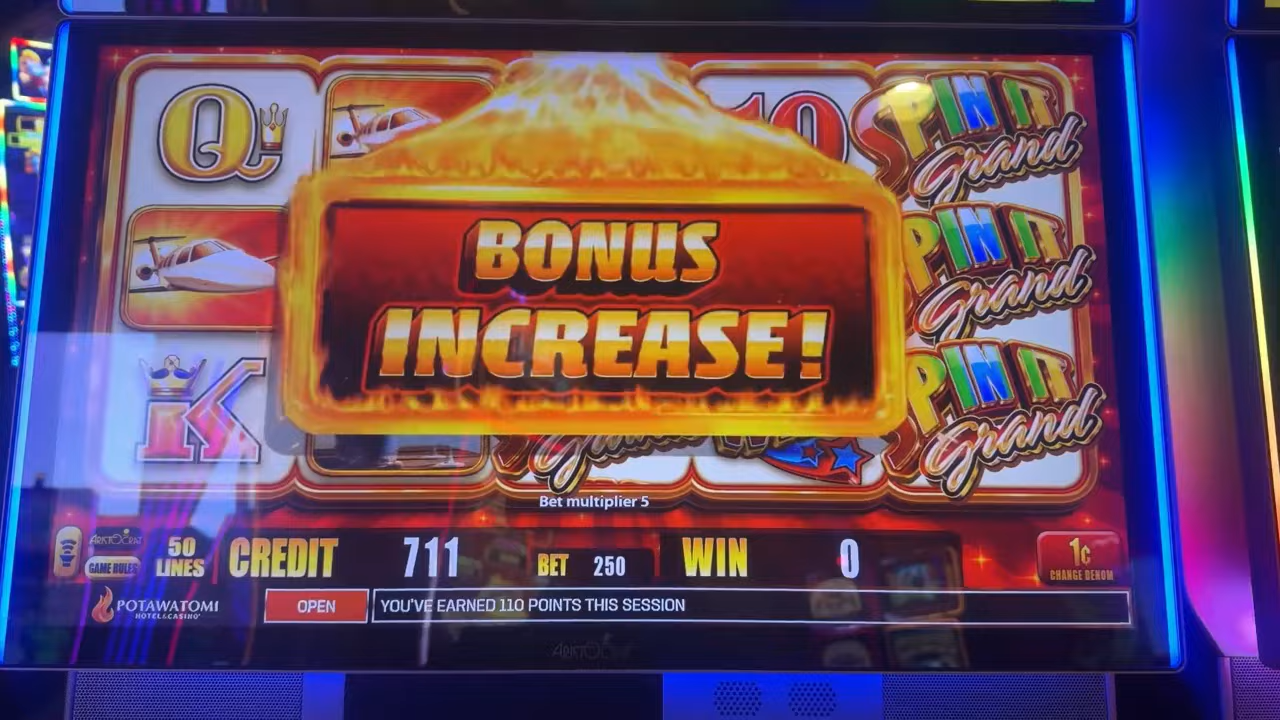 Q
10
SPIN IT
Grand
BONUS
SPIN IT
Grand
INCREASE!
K
SPIN IT
Grand
Grand
Bet multiplier 5
ARISTOCRAT
GAME RULES
50
LINES
CREDIT
711
BET
250
WIN
0
1¢
CHANGE DENOM
POTAWATOMI
HOTEL & CASINO
OPEN
YOU'VE EARNED 110 POINTS THIS SESSION
ARISTOCRAT